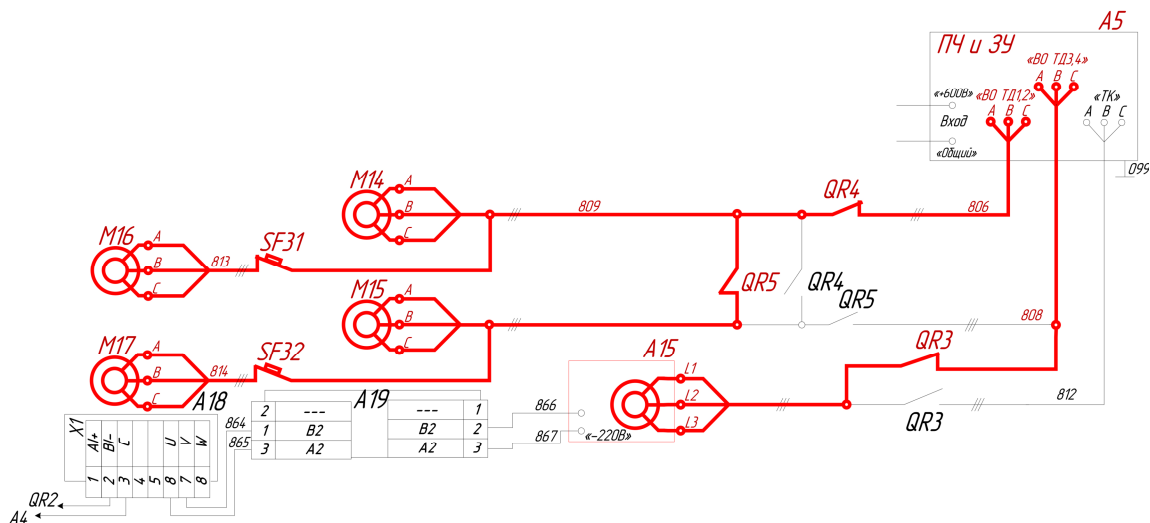 A5
ПЧ и ЗУ
«ВО ТД3,4»
A B C
«+600В»
«ВО ТД1,2»
A B C
Вход
«Общий»
«ТК»
A B C
099
M14
A
B
C
809
QR4
806
M16
A
B
C
813
SF31
QR5
QR4
QR5
808
M15
A
B
C
M17
A
B
C
814
SF32
QR3
QR3
812
A15
L1
L2
L3
«~220В»
866
867
A18
A19
2 --- --- 1
1 B2 B2 2
3 A2 A2 3
864
865
X1
AI+ BI- C U V W
1 2 3 4 5 8 7 8
QR2
A4